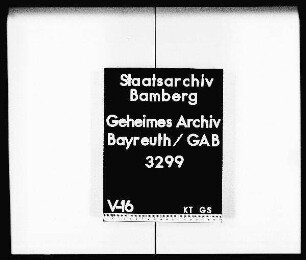 Staatsarchiv
Bamberg
Geheimes Archiv
Bayreuth/GAB
3299
V-16 KT GS